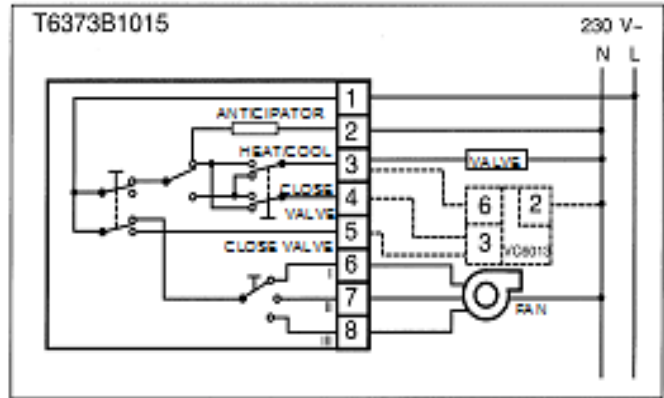 T6373B1015
230 V~
N L
1
ANTICIPATOR
2
HEAT/COOL
3
VALVE
CLOSE
4
6
2
VALVE
5
3
VC6013
CLOSE VALVE
6
I
7
II
FAN
8
III